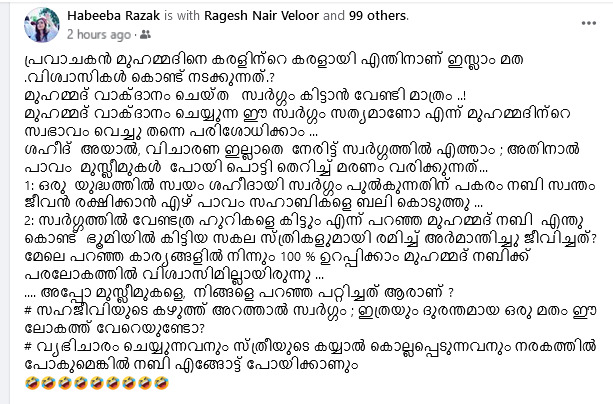 Habeeba Razak is with Ragesh Nair Veloor and 99 others.
2 hours ago ·
പ്രവാചകൻ മുഹമ്മദിനെ കരളിന്റെ കരളായി എന്തിനാണ് ഇസ്ലാം മത
.വിശ്വാസികൾ കൊണ്ട് നടക്കുന്നത്.?
മുഹമ്മദ് വാക്ദാനം ചെയ്ത സ്വർഗ്ഗം കിട്ടാൻ വേണ്ടി മാത്രം ..!
മുഹമ്മദ് വാക്ദാനം ചെയ്യുന്ന ഈ സ്വർഗ്ഗം സത്യമാണോ എന്ന് മുഹമ്മദിന്റെ
സ്വഭാവം വെച്ചു തന്നെ പരിശോധിക്കാം ...
ശഹീദ് അയാൽ, വിചാരണ ഇല്ലാതെ നേരിട്ട് സ്വർഗ്ഗത്തിൽ എത്താം ; അതിനാൽ
പാവം മുസ്ലീമുകൾ പോയി പൊട്ടി തെറിച്ച് മരണം വരിക്കുന്നത്...
1: ഒരു യുദ്ധത്തിൽ സ്വയം ശഹീദായി സ്വർഗ്ഗം പുൽകുന്നതിന് പകരം നബി സ്വന്തം
ജീവൻ രക്ഷിക്കാൻ ഏഴ് പാവം സഹാബികളെ ബലി കൊടുത്തു ...
2: സ്വർഗ്ഗത്തിൽ വേണ്ടത്ര ഹൂറികളെ കിട്ടും എന്ന് പറഞ്ഞ മുഹമ്മദ് നബി എന്തു
കൊണ്ട് ഭൂമിയിൽ കിട്ടിയ സകല സ്ത്രികളുമായി രമിച്ച് അർമാന്തിച്ചു ജീവിച്ചത്?
മേലെ പറഞ്ഞ കാര്യങ്ങളിൽ നിന്നും 100 % ഉറപ്പിക്കാം മുഹമ്മദ് നബിക്ക്
പരലോകത്തിൽ വിശ്വാസിമില്ലായിരുന്നു ...
.... അപ്പോ മുസ്ലീമുകളെ, നിങ്ങളെ പറഞ്ഞ പറ്റിച്ചത് ആരാണ് ?
# സഹജീവിയുടെ കഴുത്ത് അറത്താൽ സ്വർഗ്ഗം ; ഇത്രയും ദുരന്തമായ ഒരു മതം ഈ
ലോകത്ത് വേറെയുണ്ടോ?
# വ്യഭിചാരം ചെയ്യുന്നവനും സ്ത്രീയുടെ കയ്യാൽ കൊല്ലപ്പെടുന്നവനും നരകത്തിൽ
പോകുമെങ്കിൽ നബി എങ്ങോട്ട് പോയിക്കാണും
🤣🤣🤣🤣🤣🤣🤣🤣🤣